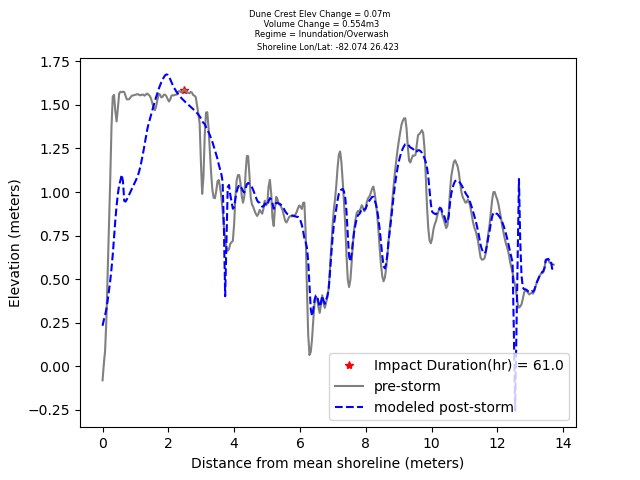 Dune Crest Elev Change = 0.07m
Volume Change = 0.554m3
Regime = Inundation/Overwash
Shoreline Lon/Lat: -82.074 26.423
1.75
1.50
1.25
1.00
0.75
0.50
0.25
0.00
−0.25
Elevation (meters)
Impact Duration(hr) = 61.0
pre-storm
modeled post-storm
0 2 4 6 8 10 12 14
Distance from mean shoreline (meters)